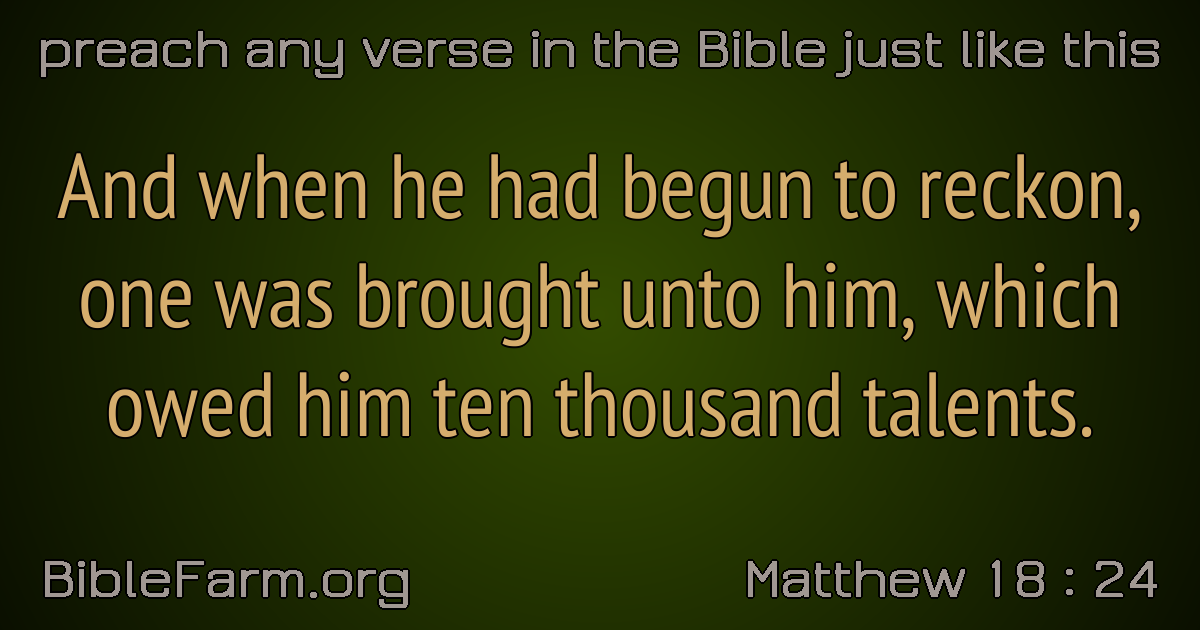 preach any verse in the Bible just like this
And when he had begun to reckon,
one was brought unto him, which
owed him ten thousand talents.
BibleFarm.org
Matthew 18 : 24